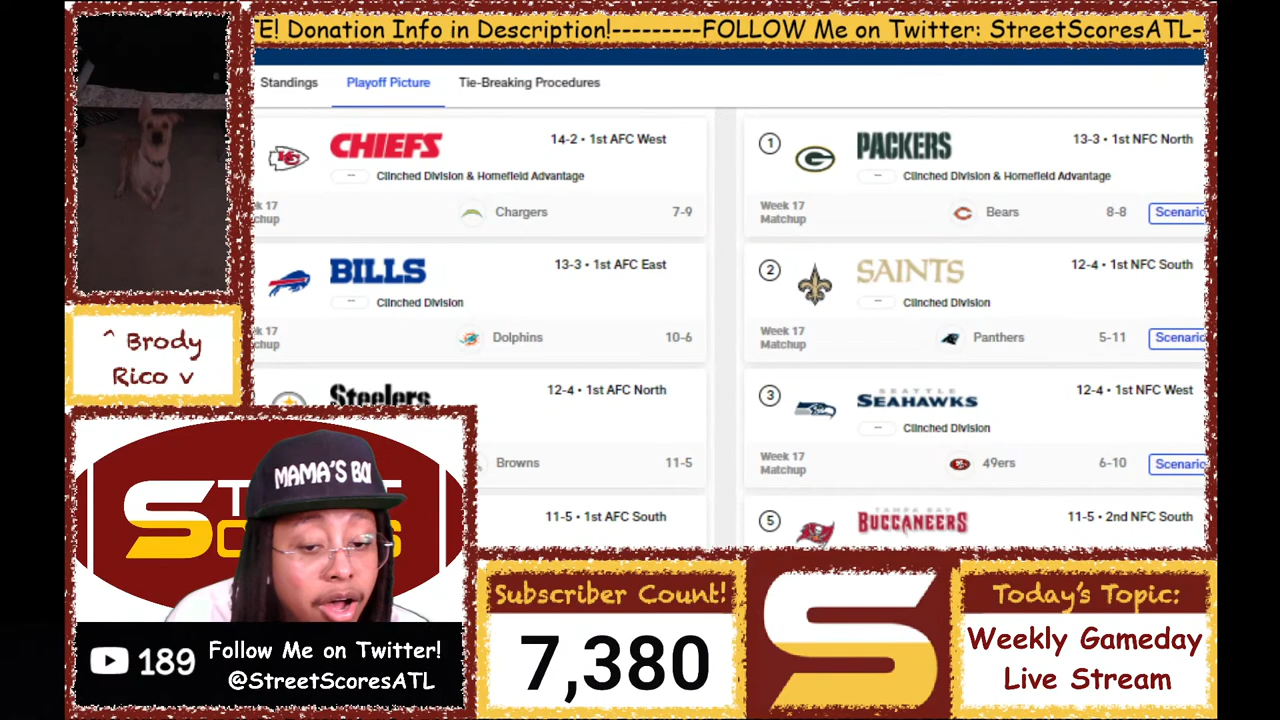 E! Donation Info in Description!---------FOLLOW Me on Twitter: StreetScoresATL-
Standings
Playoff Picture
Tie-Breaking Procedures
CHIEFS
14-2 • 1st AFC West
--
Clinched Division & Homefield Advantage
Chargers
7-9
BILLS
13-3 • 1st AFC East
--
Clinched Division
ek 17
Dolphins
10-6
Steelers
12-4 • 1st AFC North
Browns
11-5
11-5 • 1st AFC South
1
PACKERS
13-3 • 1st NFC North
--
Clinched Division & Homefield Advantage
Week 17
Matchup
Bears
8-8
Scenario
2
SAINTS
12-4 • 1st NFC South
--
Clinched Division
Week 17
Matchup
Panthers
5-11
Scenario
3
SEATTLE
SEAHAWKS
12-4 • 1st NFC West
--
Clinched Division
Week 17
Matchup
49ers
6-10
Scenario
5
TAMPA BAY
BUCCANEERS
11-5 • 2nd NFC South
^ Brody
Rico v
MAMA'S BOI
189
Follow Me on Twitter!
@StreetScoresATL
Subscriber Count!
7,380
Today's Topic:
Weekly Gameday
Live Stream